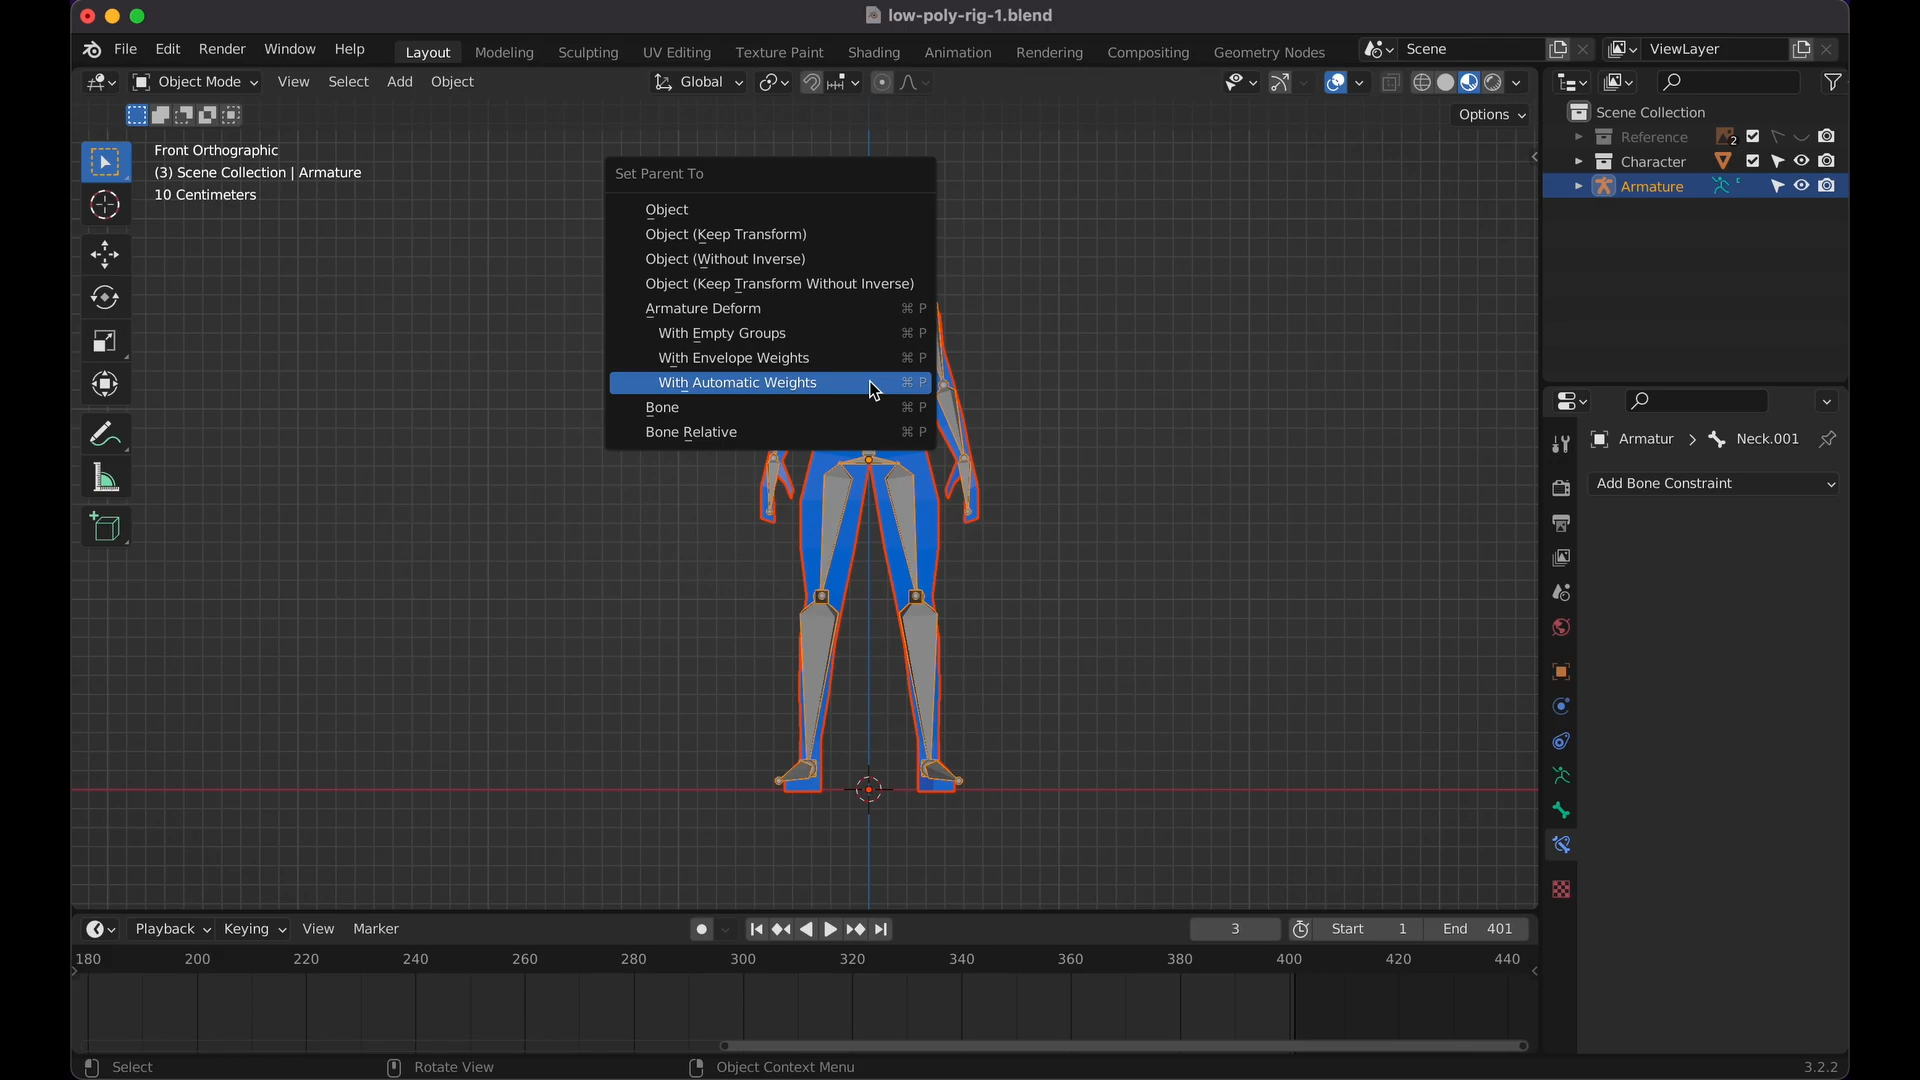 low-poly-rig-1.blend
File Edit Render Window Help Layout Modeling Sculpting UV Editing Texture Paint Shading Animation Rendering Compositing Geometry Nodes Scene ViewLayer
Object Mode View Select Add Object Global
Options
Front Orthographic
(3) Scene Collection | Armature
10 Centimeters
Set Parent To
Object
Object (Keep Transform)
Object (Without Inverse)
Object (Keep Transform Without Inverse)
Armature Deform ⌘ P
With Empty Groups ⌘ P
With Envelope Weights ⌘ P
With Automatic Weights ⌘ P
Bone ⌘ P
Bone Relative ⌘ P
Scene Collection
Reference 2
Character
Armature
Armatur Neck.001
Add Bone Constraint
Playback Keying View Marker 3 Start 1 End 401
180 200 220 240 260 280 300 320 340 360 380 400 420 440
Select Rotate View Object Context Menu 3.2.2